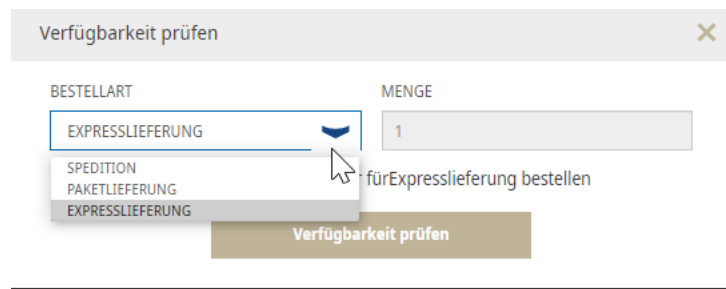 Verfügbarkeit prüfen
BESTELLART MENGE
EXPRESSLIEFERUNG 1
SPEDITION
PAKETLIEFERUNG
EXPRESSLIEFERUNG
fürExpresslieferung bestellen
Verfügbarkeit prüfen